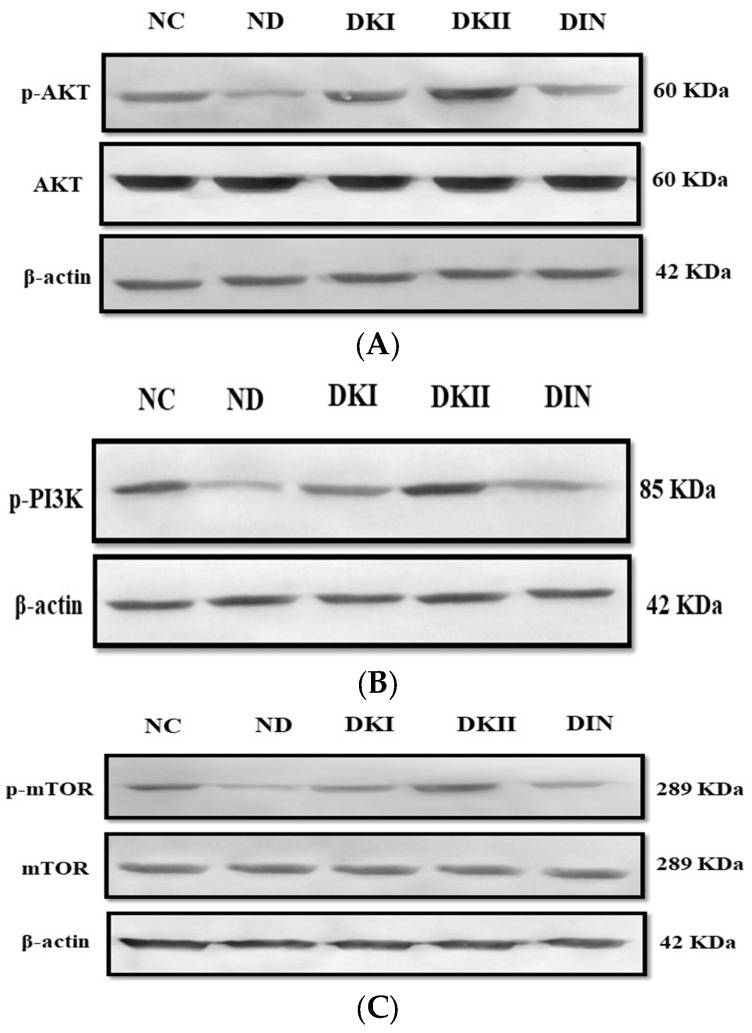 NC ND DKI DKII DIN
p-AKT 60 KDa
AKT 60 KDa
β-actin 42 KDa
(A)
NC ND DKI DKII DIN
p-PI3K 85 KDa
β-actin 42 KDa
(B)
NC ND DKI DKII DIN
p-mTOR 289 KDa
mTOR 289 KDa
β-actin 42 KDa
(C)